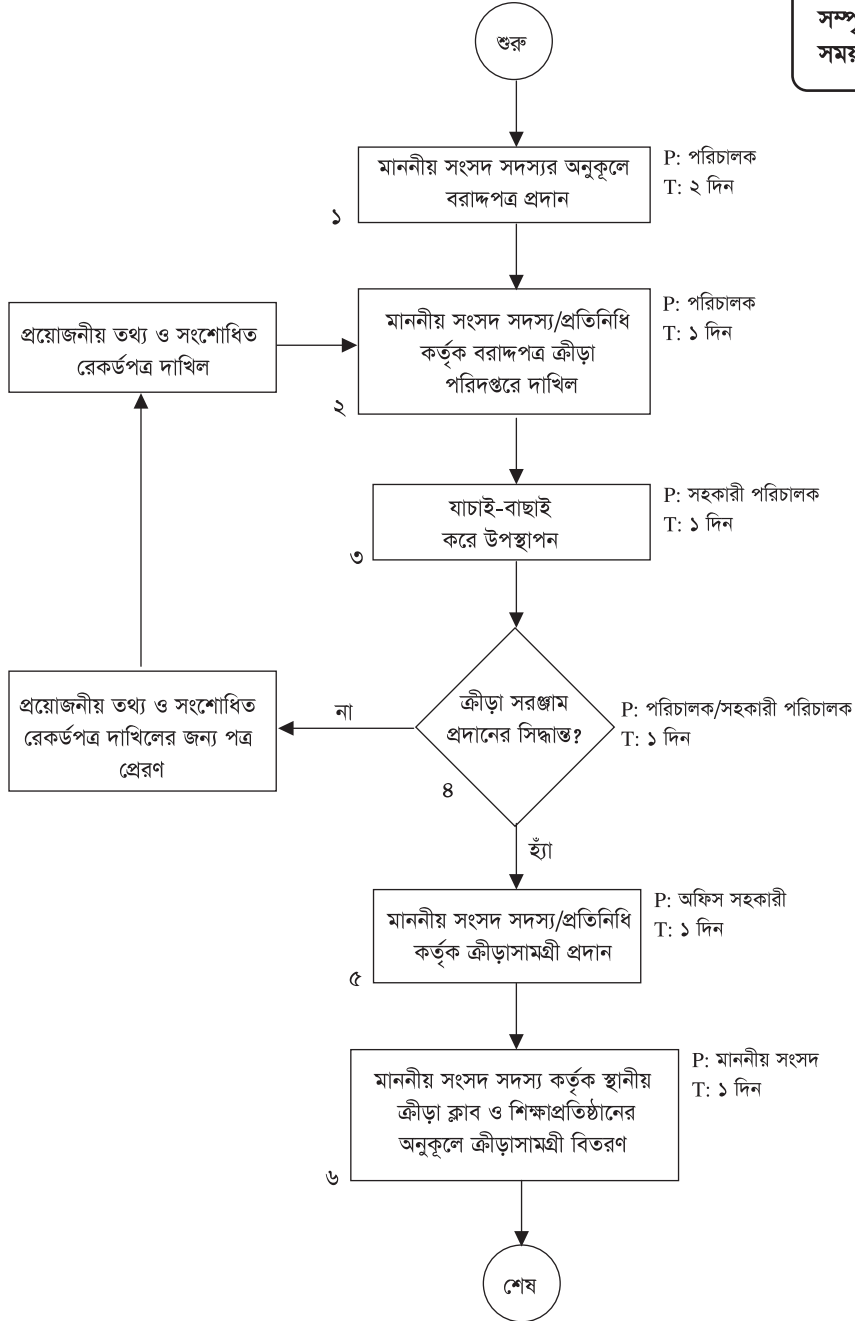 সময়
শুরু
মাননীয় সংসদ সদস্যর অনুকূলে
বরাদ্দপত্র প্রদান
১
P: পরিচালক
T: ২ দিন
প্রয়োজনীয় তথ্য ও সংশোধিত
রেকর্ডপত্র দাখিল
মাননীয় সংসদ সদস্য/প্রতিনিধি
কর্তৃক বরাদ্দপত্র ক্রীড়া
পরিদপ্তরে দাখিল
২
P: পরিচালক
T: ১ দিন
যাচাই-বাছাই
করে উপস্থাপন
৩
P: সহকারী পরিচালক
T: ১ দিন
প্রয়োজনীয় তথ্য ও সংশোধিত
রেকর্ডপত্র দাখিলের জন্য পত্র
প্রেরণ
না
ক্রীড়া সরঞ্জাম
প্রদানের সিদ্ধান্ত?
৪
P: পরিচালক/সহকারী পরিচালক
T: ১ দিন
হ্যাঁ
মাননীয় সংসদ সদস্য/প্রতিনিধি
কর্তৃক ক্রীড়াসামগ্রী প্রদান
৫
P: অফিস সহকারী
T: ১ দিন
মাননীয় সংসদ সদস্য কর্তৃক স্থানীয়
ক্রীড়া ক্লাব ও শিক্ষাপ্রতিষ্ঠানের
অনুকূলে ক্রীড়াসামগ্রী বিতরণ
৬
P: মাননীয় সংসদ
T: ১ দিন
শেষ